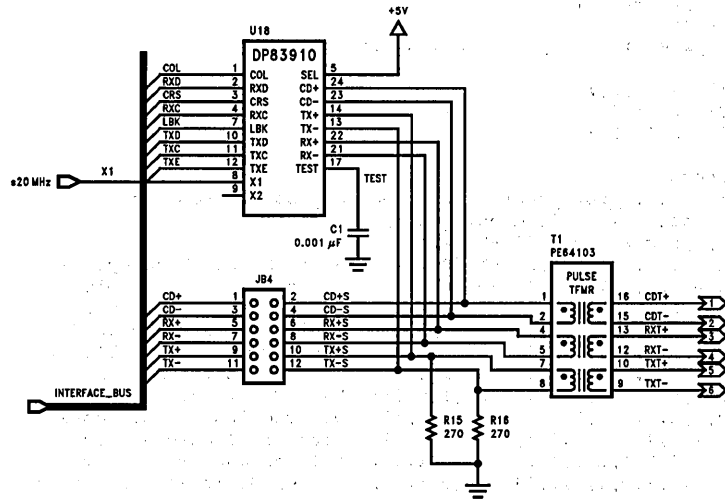 +5V
U18
DP83910
COL 1 COL SEL 5
RXD 2 RXD CD+ 24
CRS 3 CRS CD- 23
RXC 4 RXC TX+ 14
LBK 7 LBK TX- 13
TXD 10 TXD RX+ 22
TXC 11 TXC RX- 21
TXE 12 TXE TEST 17
s20 MHz X1 8 X1 TEST
9 X2
C1
0.001 µF
T1
PE64103
PULSE
TFMR
JB4
CD+ 1 2 CD+S 1 16 CDT+ 1
CD- 3 4 CD-S 2 15 CDT- 2
RX+ 5 6 RX+S 4 13 RXT+ 3
RX- 7 8 RX-S 5 12 RXT- 4
TX+ 9 10 TX+S 7 10 TXT+ 5
TX- 11 12 TX-S 8 9 TXT- 6
INTERFACE_BUS
R15
270
R16
270